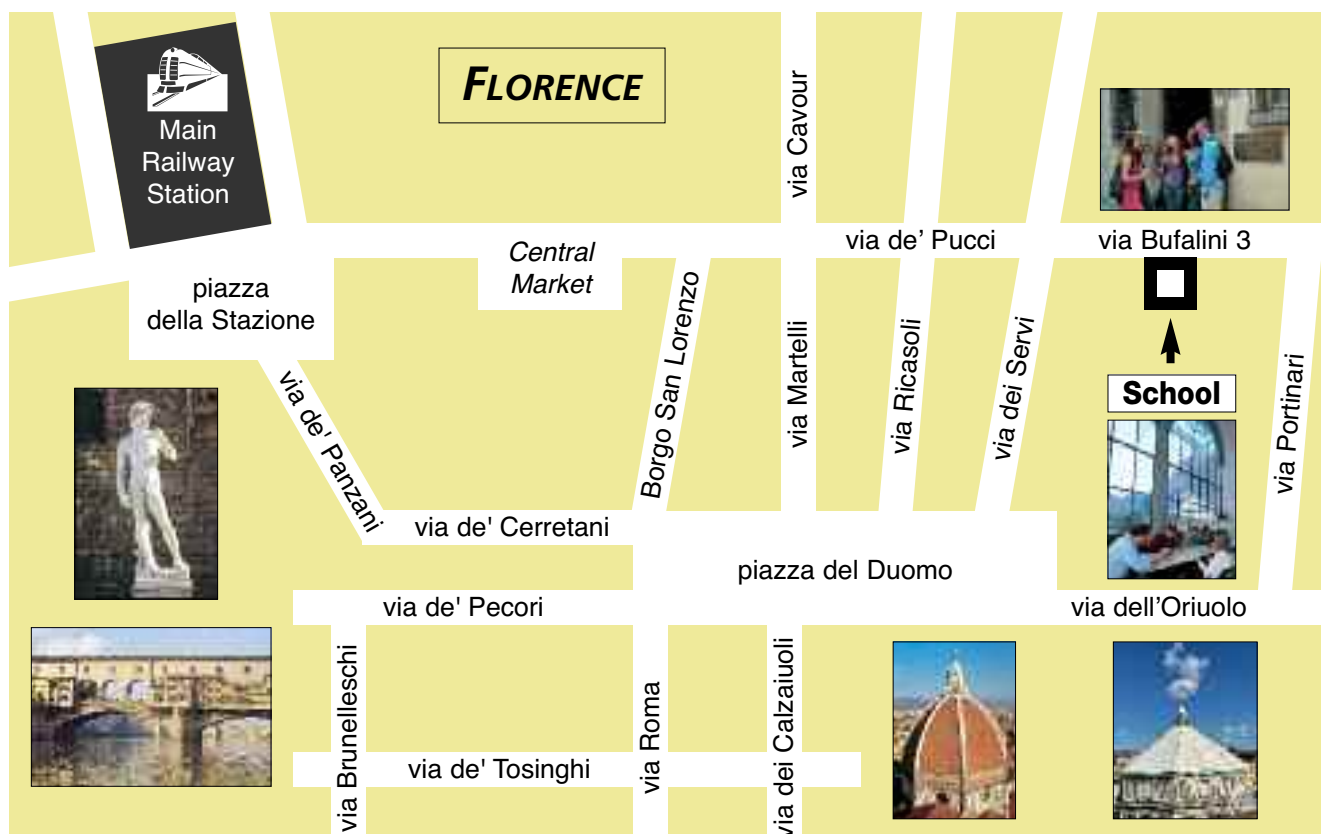 FLORENCE
Main
Railway
Station
via Cavour
via de' Pucci
via Bufalini 3
Central
Market
piazza
della Stazione
via de' Panzani
Borgo San Lorenzo
via Martelli
via Ricasoli
via dei Servi
School
via Portinari
via de' Cerretani
piazza del Duomo
via de' Pecori
via dell’Oriuolo
via Brunelleschi
via de' Tosinghi
via Roma
via dei Calzaiuoli